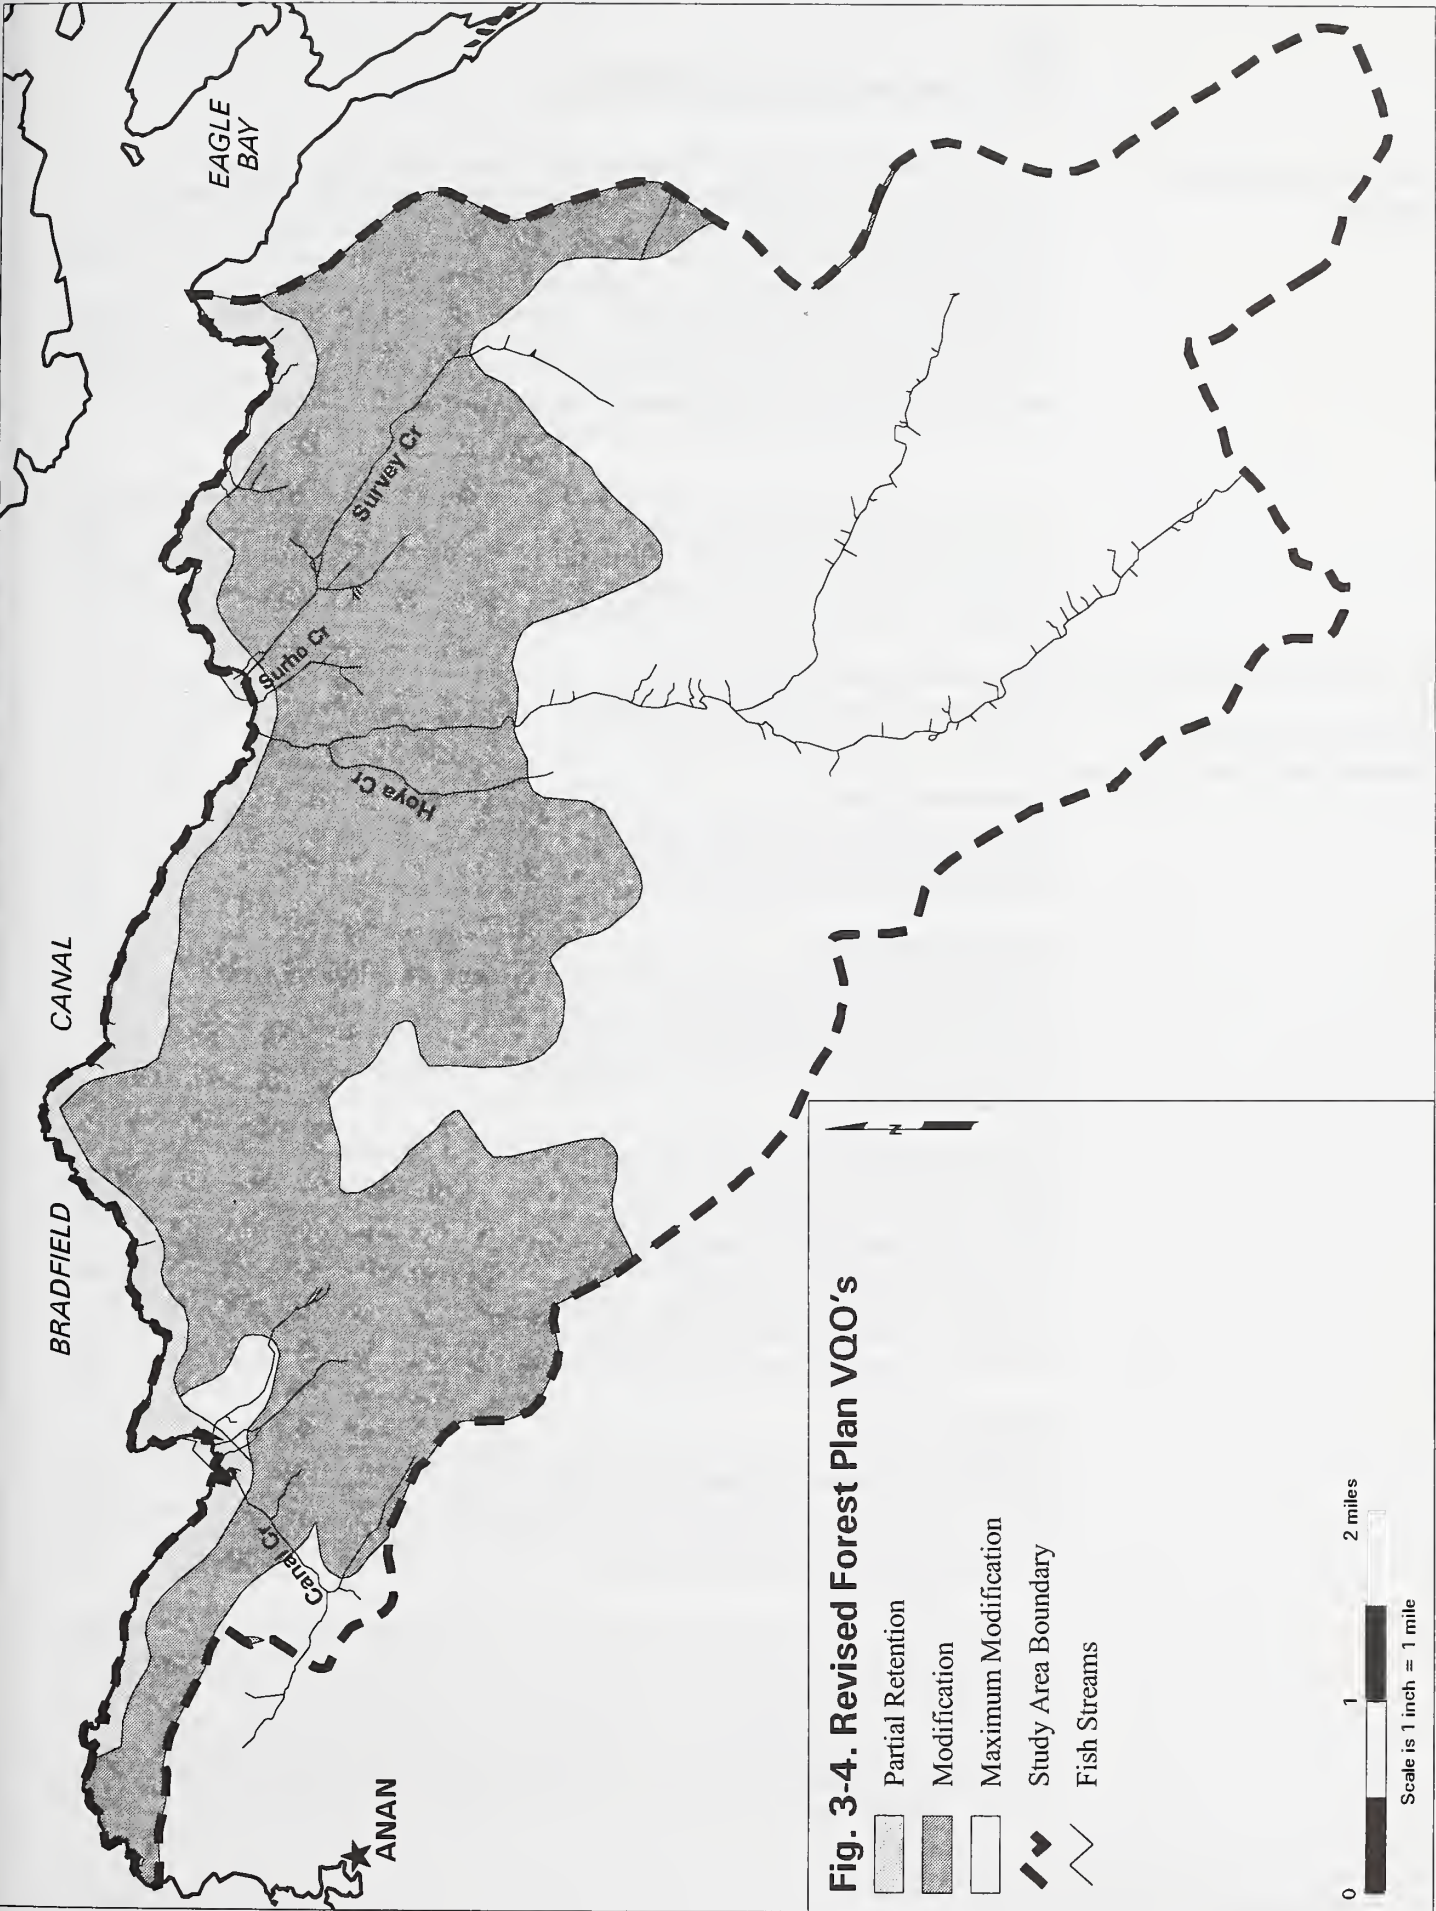 EAGLE
BAY
BRADFIELD CANAL
Survey Cr
Surho Cr
Hoya Cr
Canal Cr
ANAN
Fig. 3-4. Revised Forest Plan VQO's
Partial Retention
Modification
Maximum Modification
Study Area Boundary
Fish Streams
N
0 1 2 miles
Scale is 1 inch = 1 mile